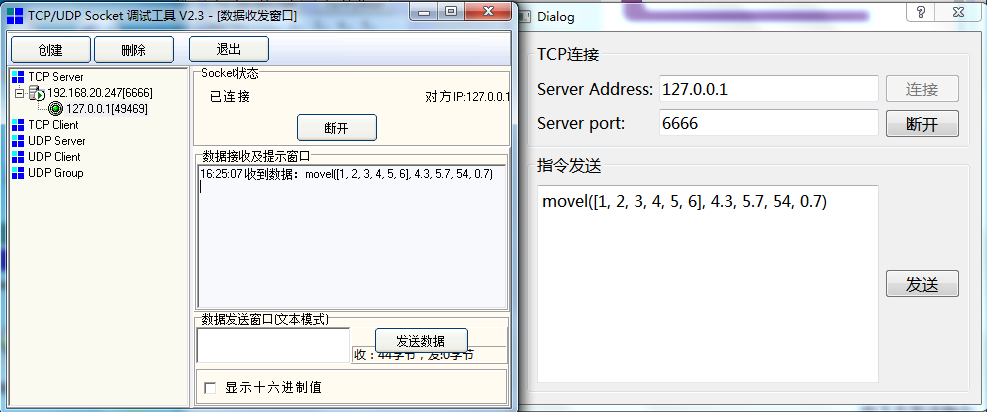 TCP/UDP Socket 调试工具 V2.3 - [数据收发窗口]
创建
删除
退出
TCP Server
192.168.20.247[6666]
127.0.0.1[49469]
TCP Client
UDP Server
UDP Client
UDP Group
Socket状态
已连接
对方IP:127.0.0.1
断开
数据接收及提示窗口
16:25:07 收到数据：movel([1, 2, 3, 4, 5, 6], 4.3, 5.7, 54, 0.7)
数据发送窗口(文本模式)
发送数据
收：44字节，发:0字节
显示十六进制值
Dialog
TCP连接
Server Address:
127.0.0.1
连接
Server port:
6666
断开
指令发送
movel([1, 2, 3, 4, 5, 6], 4.3, 5.7, 54, 0.7)
发送